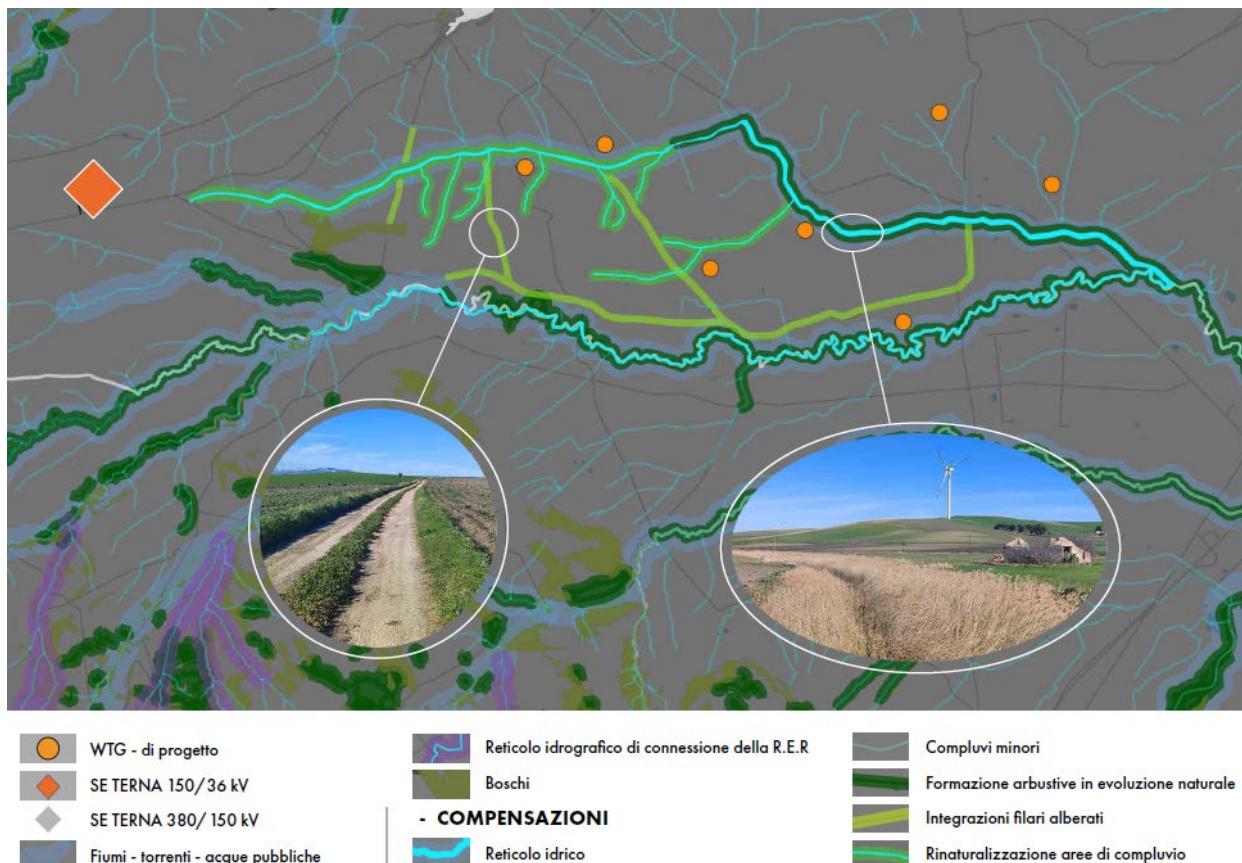 WTG - di progetto
SE TERNA 150/36 kV
SE TERNA 380/150 kV
Fiumi - torrenti - acque pubbliche
Reticolo idrografico di connessione della R.E.R
Boschi
- COMPENSAZIONI
Reticolo idrico
Compluvi minori
Formazione arbustive in evoluzione naturale
Integrazioni filari alberati
Rinaturalizzazione aree di compluvio